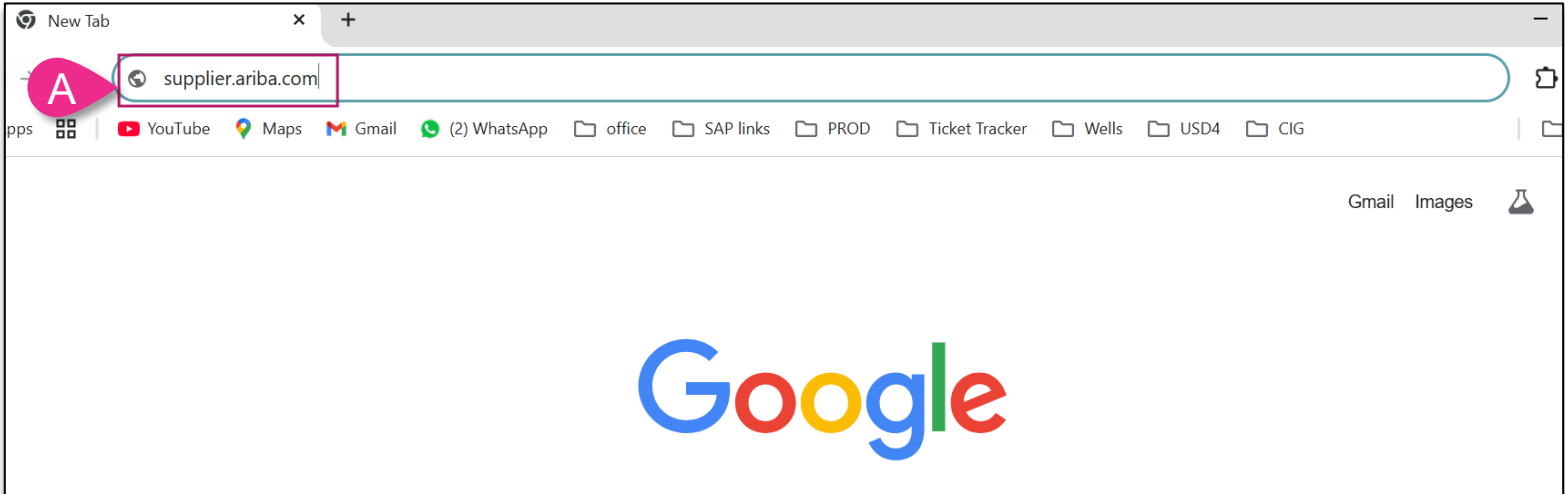 New Tab
A
supplier.ariba.com
pps YouTube Maps Gmail (2) WhatsApp office SAP links PROD Ticket Tracker Wells USD4 CIG
Gmail Images
Google